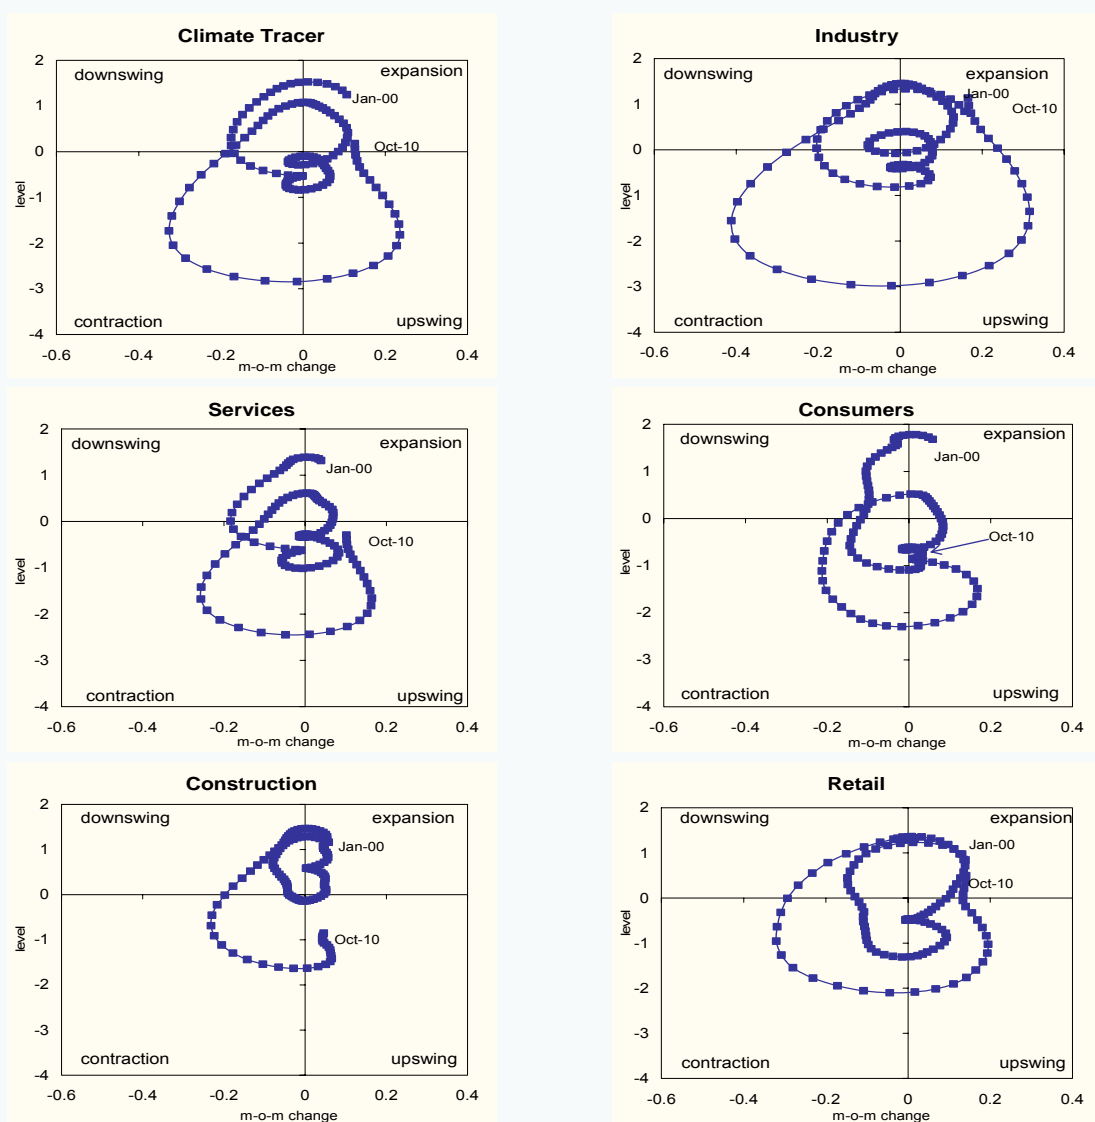 Climate Tracer
2
downswing
expansion
1
Jan-00
Oct-10
0
level
-1
-2
-3
contraction
upswing
-4
-0.6 -0.4 -0.2 0 0.2 0.4
m-o-m change
Industry
2
downswing
expansion
1
Jan-00
Oct-10
0
level
-1
-2
-3
contraction
upswing
-4
-0.6 -0.4 -0.2 0 0.2 0.4
m-o-m change
Services
2
downswing
expansion
1
Jan-00
0
Oct-10
level
-1
-2
-3
contraction
upswing
-4
-0.6 -0.4 -0.2 0 0.2 0.4
m-o-m change
Consumers
2
downswing
expansion
Jan-00
1
0
Oct-10
level
-1
-2
-3
contraction
upswing
-4
-0.6 -0.4 -0.2 0 0.2 0.4
m-o-m change
Construction
2
downswing
expansion
1
Jan-00
0
level
-1
Oct-10
-2
-3
contraction
upswing
-4
-0.6 -0.4 -0.2 0 0.2 0.4
m-o-m change
Retail
2
downswing
expansion
1
Jan-00
Oct-10
0
level
-1
-2
-3
contraction
upswing
-4
-0.6 -0.4 -0.2 0 0.2 0.4
m-o-m change